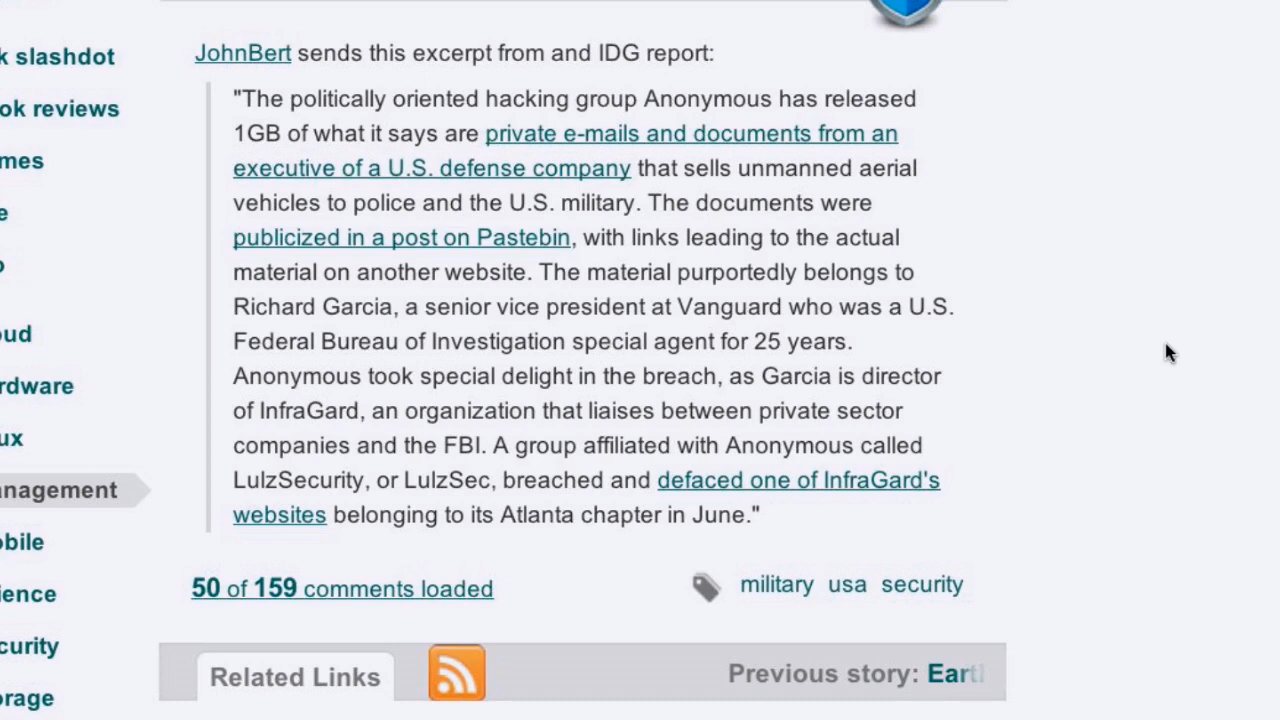 k slashdot
ok reviews
mes
e
oud
rdware
ux
anagement
obile
ience
curity
orage
JohnBert sends this excerpt from and IDG report:
"The politically oriented hacking group Anonymous has released
1GB of what it says are private e-mails and documents from an
executive of a U.S. defense company that sells unmanned aerial
vehicles to police and the U.S. military. The documents were
publicized in a post on Pastebin, with links leading to the actual
material on another website. The material purportedly belongs to
Richard Garcia, a senior vice president at Vanguard who was a U.S.
Federal Bureau of Investigation special agent for 25 years.
Anonymous took special delight in the breach, as Garcia is director
of InfraGard, an organization that liaises between private sector
companies and the FBI. A group affiliated with Anonymous called
LulzSecurity, or LulzSec, breached and defaced one of InfraGard's
websites belonging to its Atlanta chapter in June."
50 of 159 comments loaded
military usa security
Related Links
Previous story: Eart